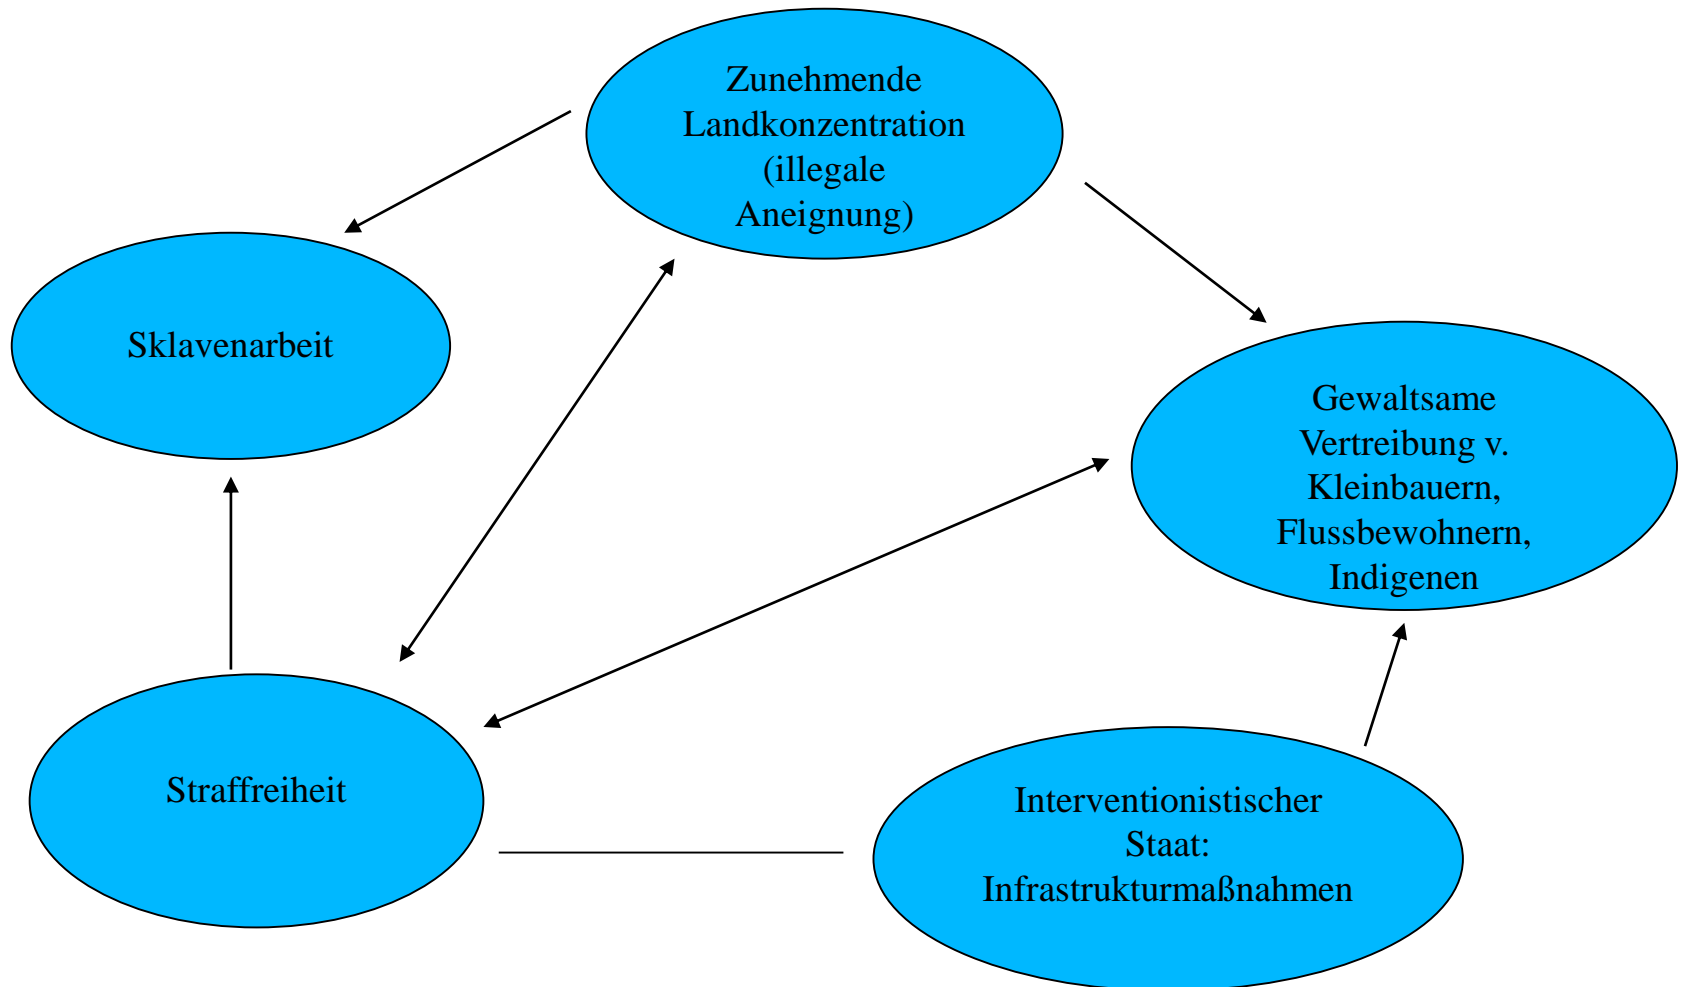 Zunehmende
Landkonzentration
(illegale
Aneignung)
Sklavenarbeit
Gewaltsame
Vertreibung v.
Kleinbauern,
Flussbewohnern,
Indigenen
Straffreiheit
Interventionistischer
Staat:
Infrastrukturmaßnahmen